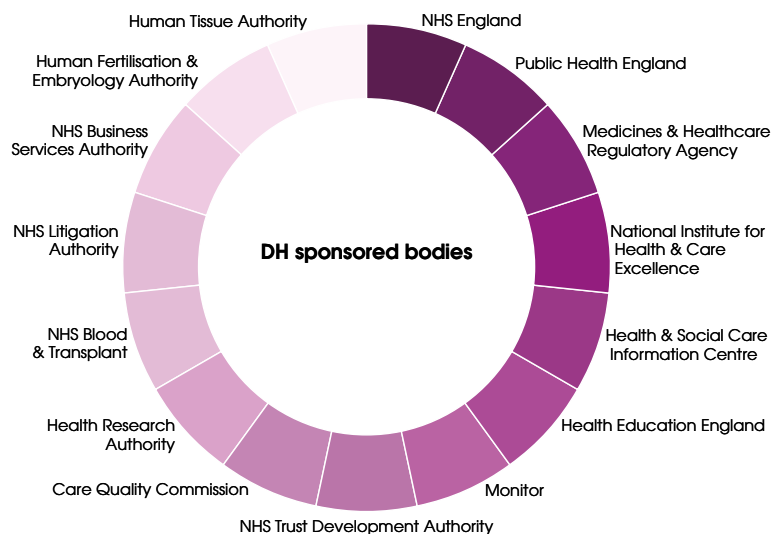 Human Tissue Authority
NHS England
Human Fertilisation &
Embryology Authority
Public Health England
NHS Business
Services Authority
Medicines & Healthcare
Regulatory Agency
NHS Litigation
Authority
DH sponsored bodies
National Institute for
Health & Care
Excellence
NHS Blood
& Transplant
Health & Social Care
Information Centre
Health Research
Authority
Health Education England
Care Quality Commission
Monitor
NHS Trust Development Authority